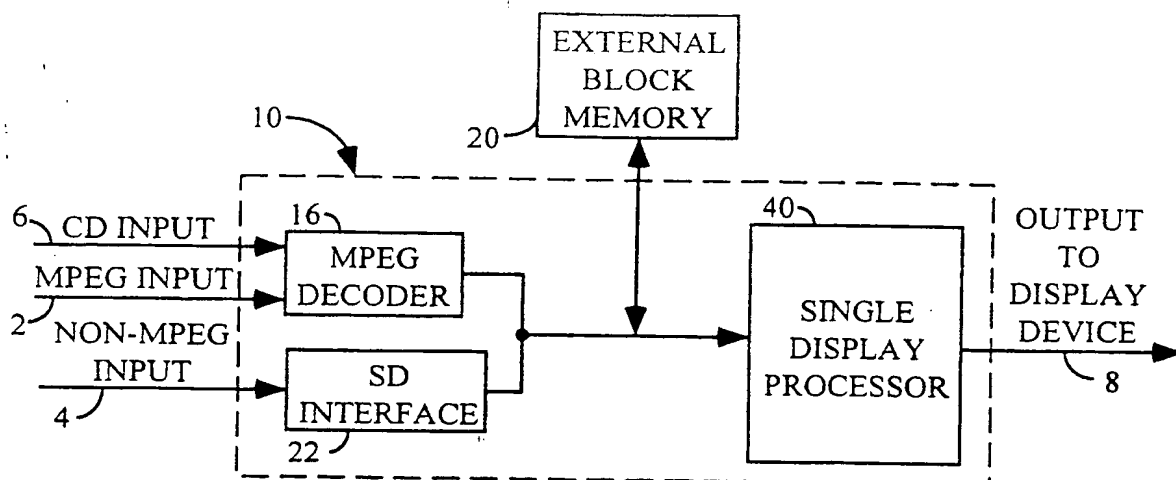 EXTERNAL
BLOCK
MEMORY
20
10
6
CD INPUT
16
MPEG
DECODER
MPEG INPUT
2
NON-MPEG
INPUT
4
SD
INTERFACE
22
40
SINGLE
DISPLAY
PROCESSOR
OUTPUT
TO
DISPLAY
DEVICE
8